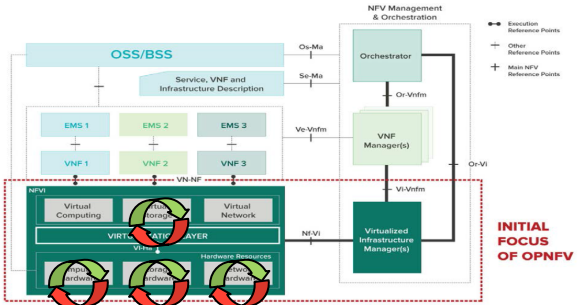 NFV Management
& Orchestration
Execution
Reference Points
Other
Reference Points
Main NFV
Reference Points
OSS/BSS
Os-Ma
Orchestrator
Service, VNF and
Infrastructure Description
Se-Ma
Or-Vnfm
EMS 1
EMS 2
EMS 3
Ve-Vnfm
VNF
Manager(s)
VNF 1
VNF 2
VNF 3
Or-Vi
VN-NF
Vi-Vnfm
NFVI
Virtual
Computing
Virtual
Network
LAYER
Nf-Vi
Virtualized
Infrastructure
Manager(s)
Hardware Resources
INITIAL
FOCUS
OF OPNFV